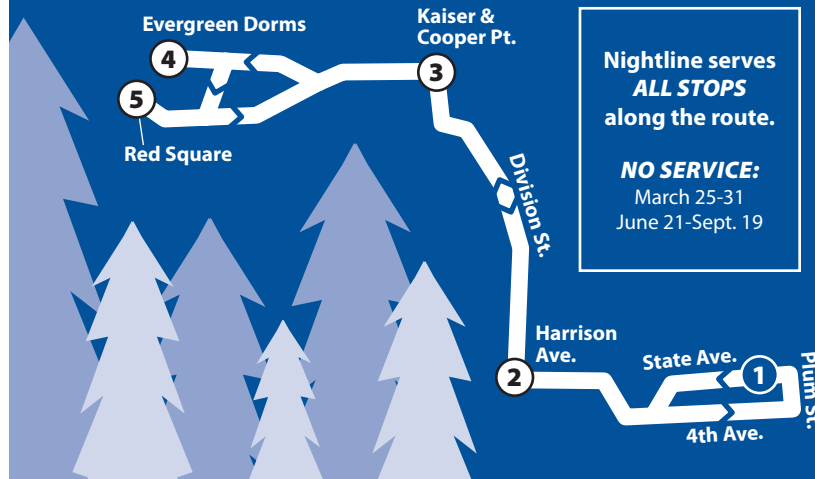 Evergreen Dorms
4
5
Red Square
Kaiser &
Cooper Pt.
3
Division St.
Harrison
Ave.
2
State Ave.
1
Plum St.
4th Ave.
Nightline serves
ALL STOPS
along the route.
NO SERVICE:
March 25-31
June 21-Sept. 19